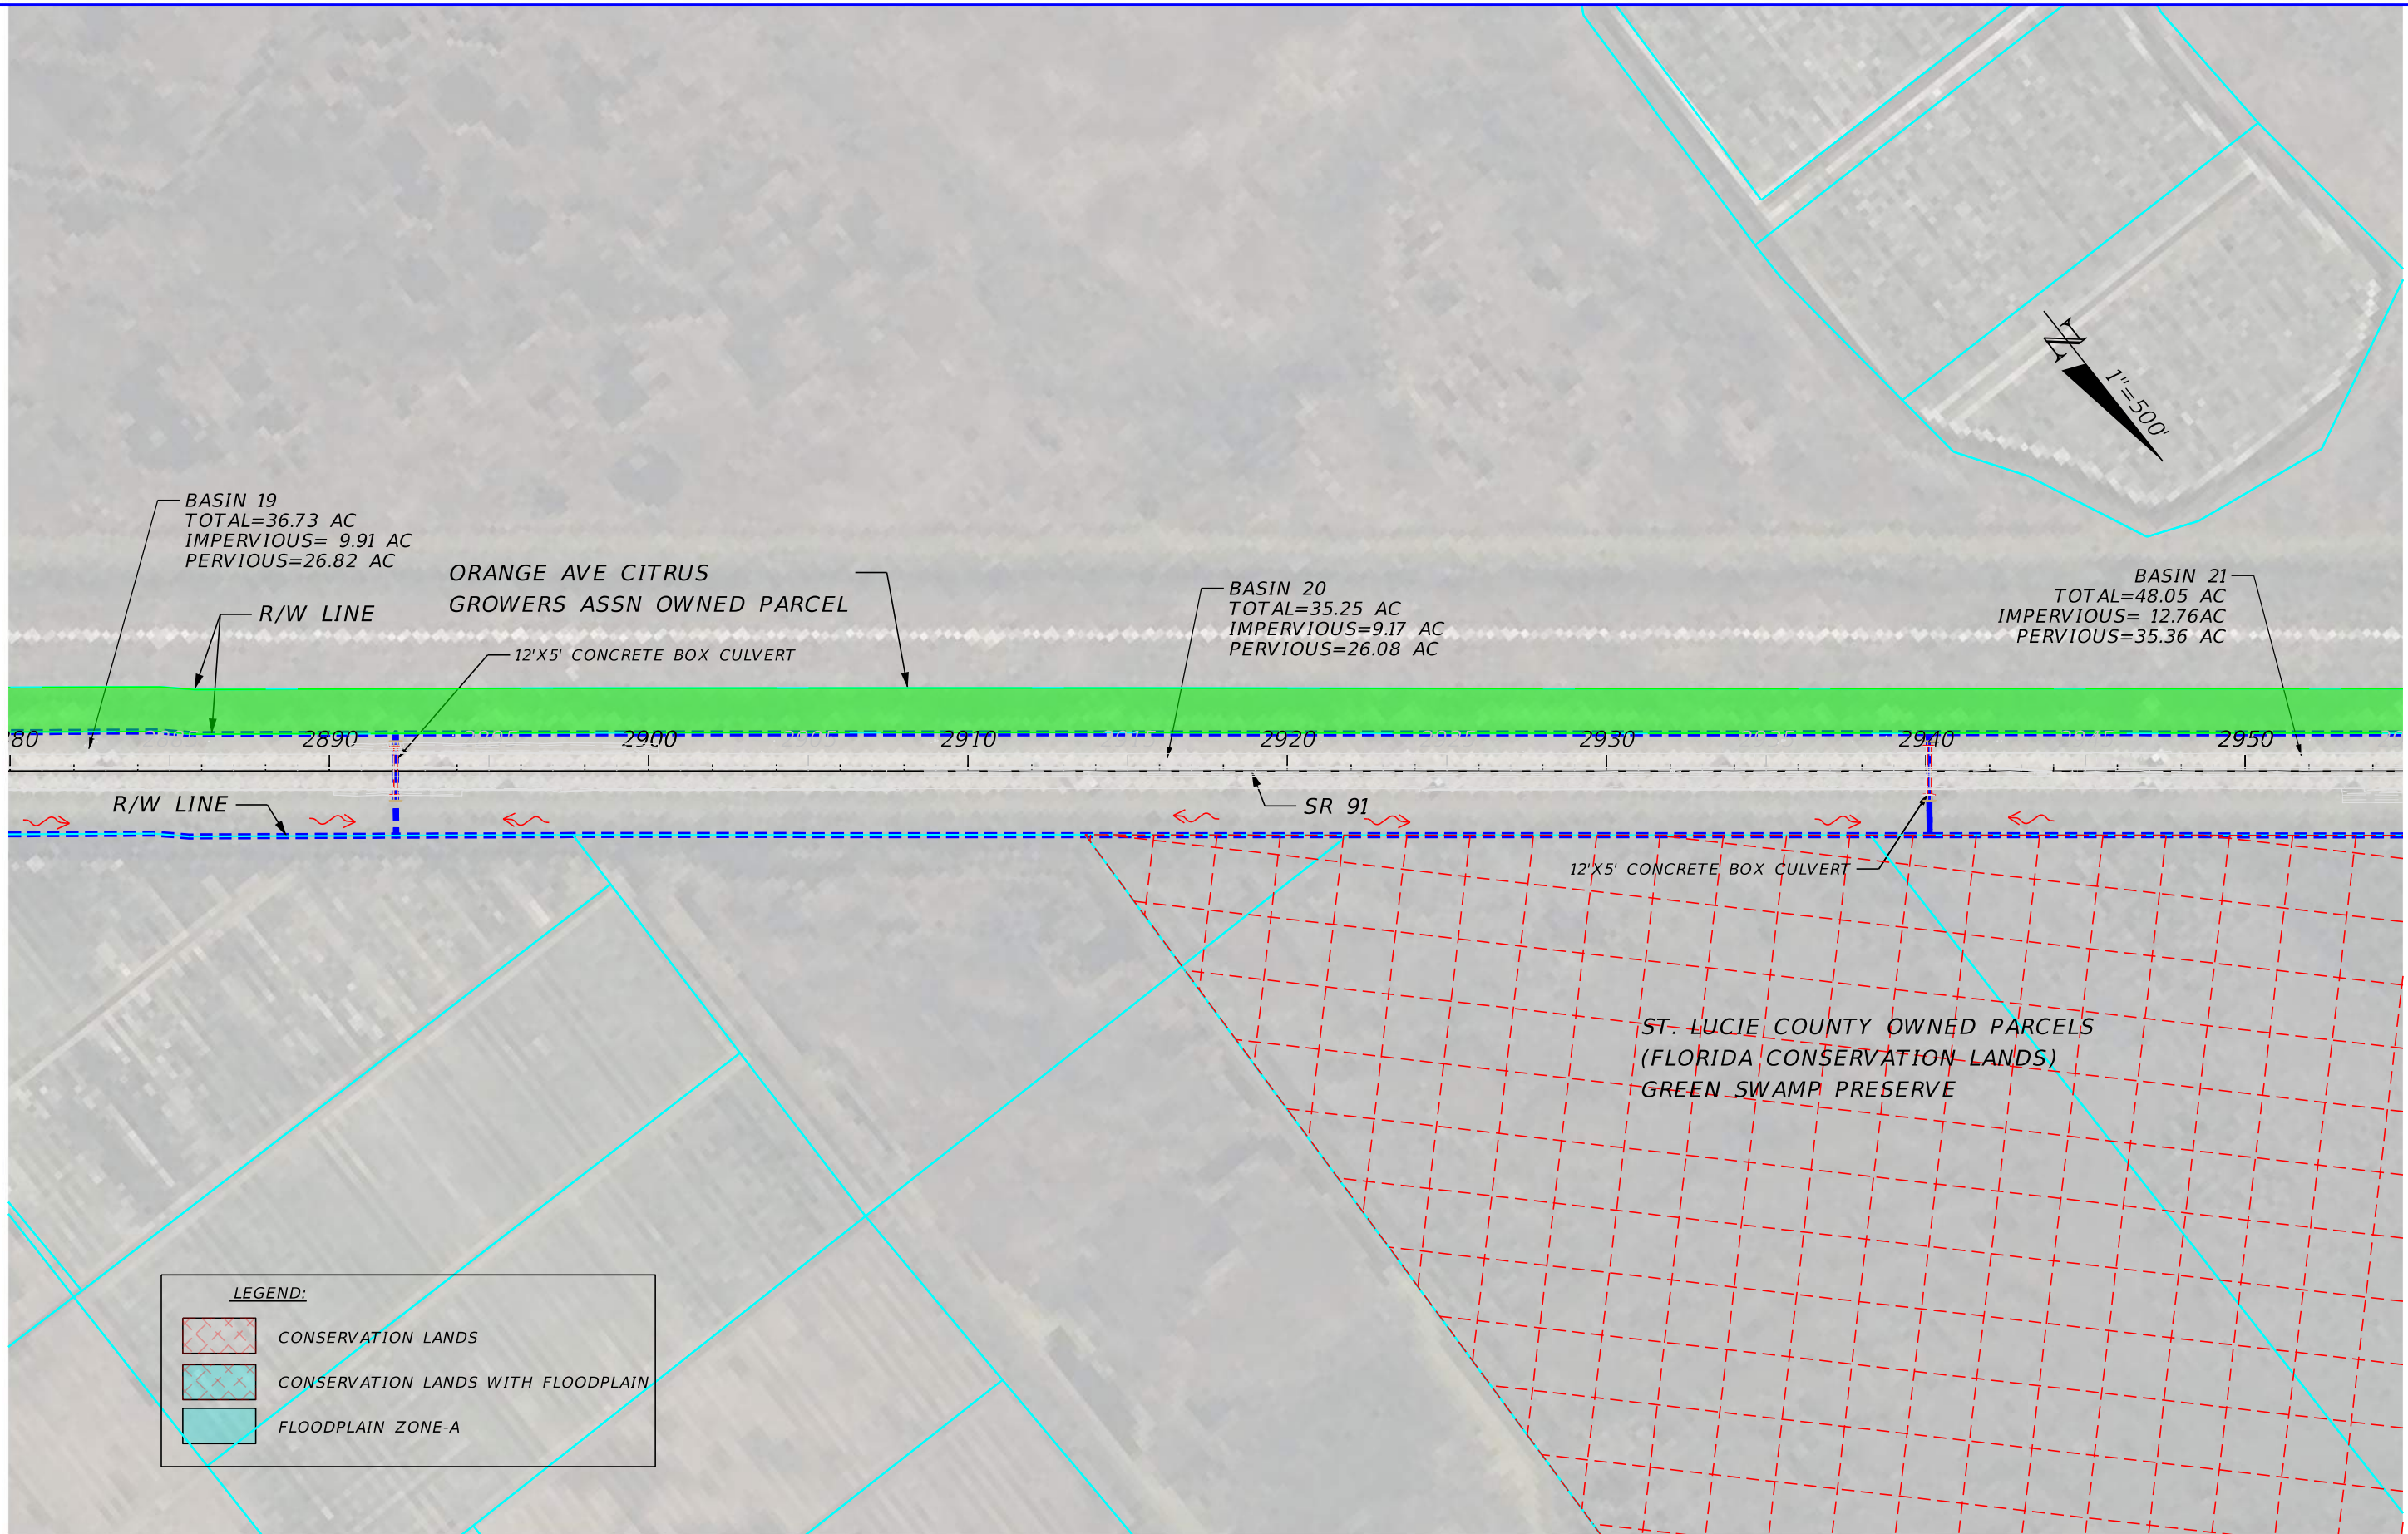 N
1"=500'
BASIN 19
TOTAL=36.73 AC
IMPERVIOUS= 9.91 AC
PERVIOUS=26.82 AC
ORANGE AVE CITRUS
GROWERS ASSN OWNED PARCEL
R/W LINE
12'X5' CONCRETE BOX CULVERT
BASIN 20
TOTAL=35.25 AC
IMPERVIOUS=9.17 AC
PERVIOUS=26.08 AC
BASIN 21
TOTAL=48.05 AC
IMPERVIOUS= 12.76AC
PERVIOUS=35.36 AC
80 2890 2900 2910 2920 2930 2940 2950
R/W LINE
SR 91
12'X5' CONCRETE BOX CULVERT
ST. LUCIE COUNTY OWNED PARCELS
(FLORIDA CONSERVATION LANDS)
GREEN SWAMP PRESERVE
LEGEND:
CONSERVATION LANDS
CONSERVATION LANDS WITH FLOODPLAIN
FLOODPLAIN ZONE-A